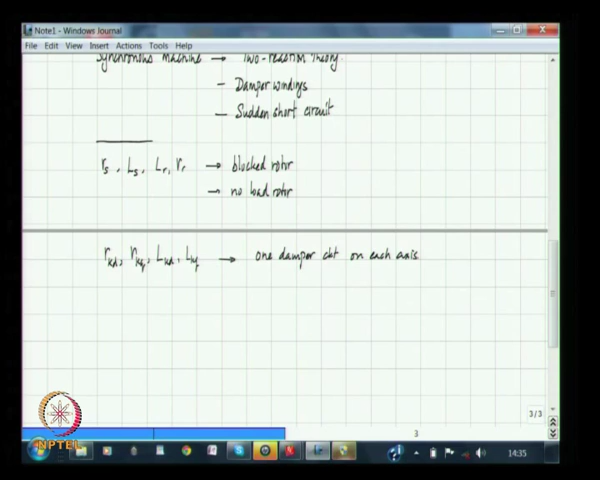 Note1 - Windows Journal
File Edit View Insert Actions Tools Help
Synchronous Machine → Two-reaction Theory.
- Damper windings
- Sudden short circuit
rs, Ls, Lr, rr → blocked rotor
→ no load rotor
rkd, rkq, Lkd, Lkq → one damper ckt on each axis
3/3
3
NPTEL
14:35